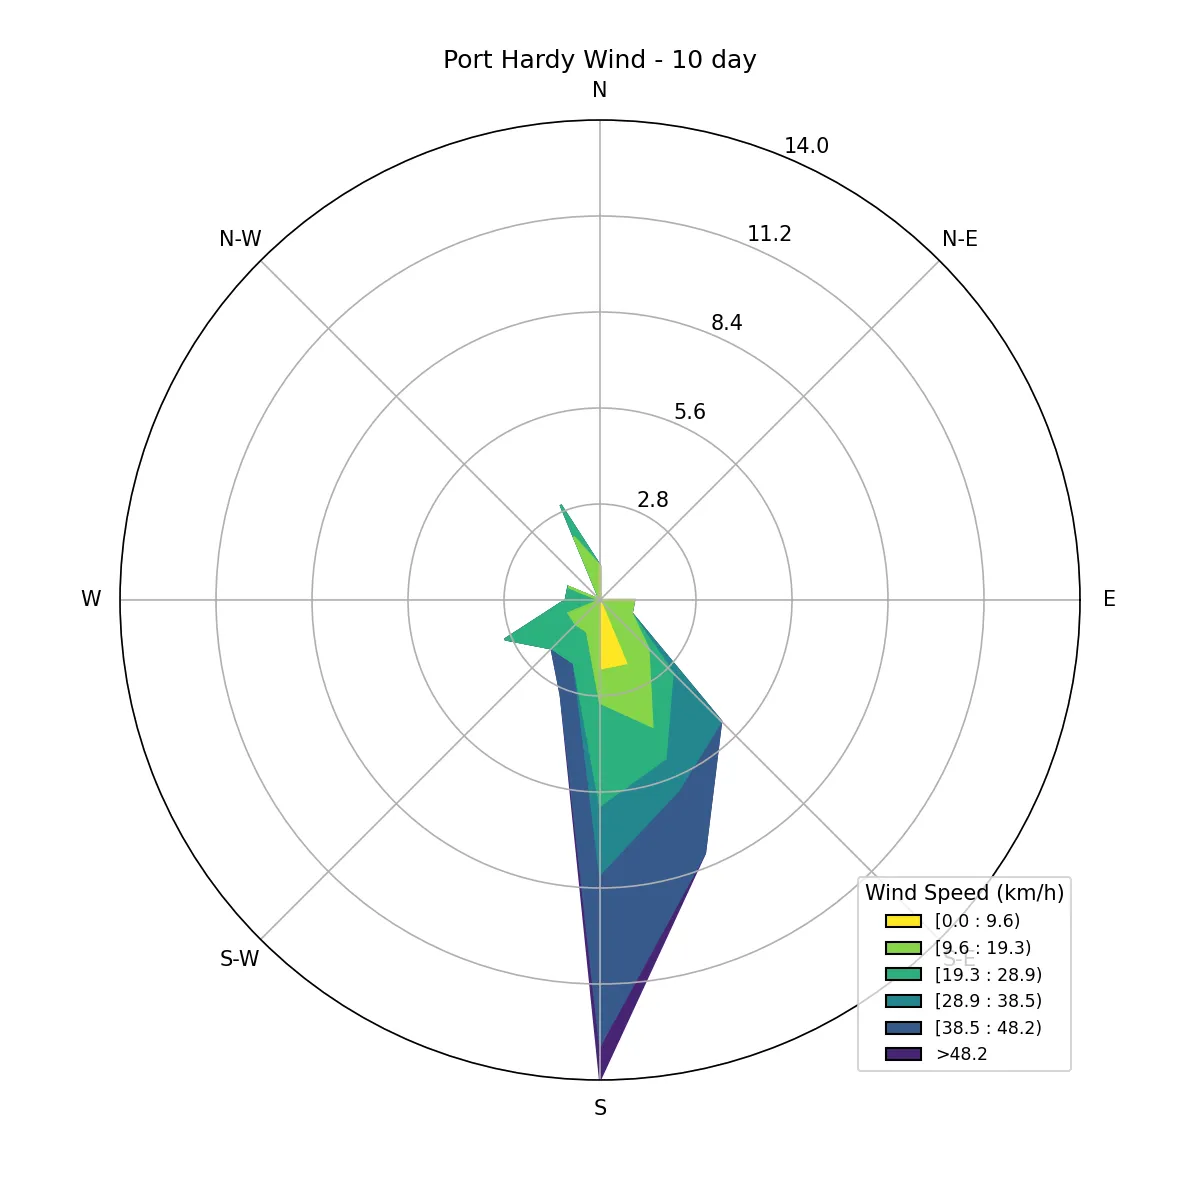 Port Hardy Wind - 10 day
N
14.0
11.2
N-W
N-E
8.4
5.6
2.8
W
E
S-W
S-E
Wind Speed (km/h)
[0.0 : 9.6)
[9.6 : 19.3)
[19.3 : 28.9)
[28.9 : 38.5)
[38.5 : 48.2)
>48.2
S